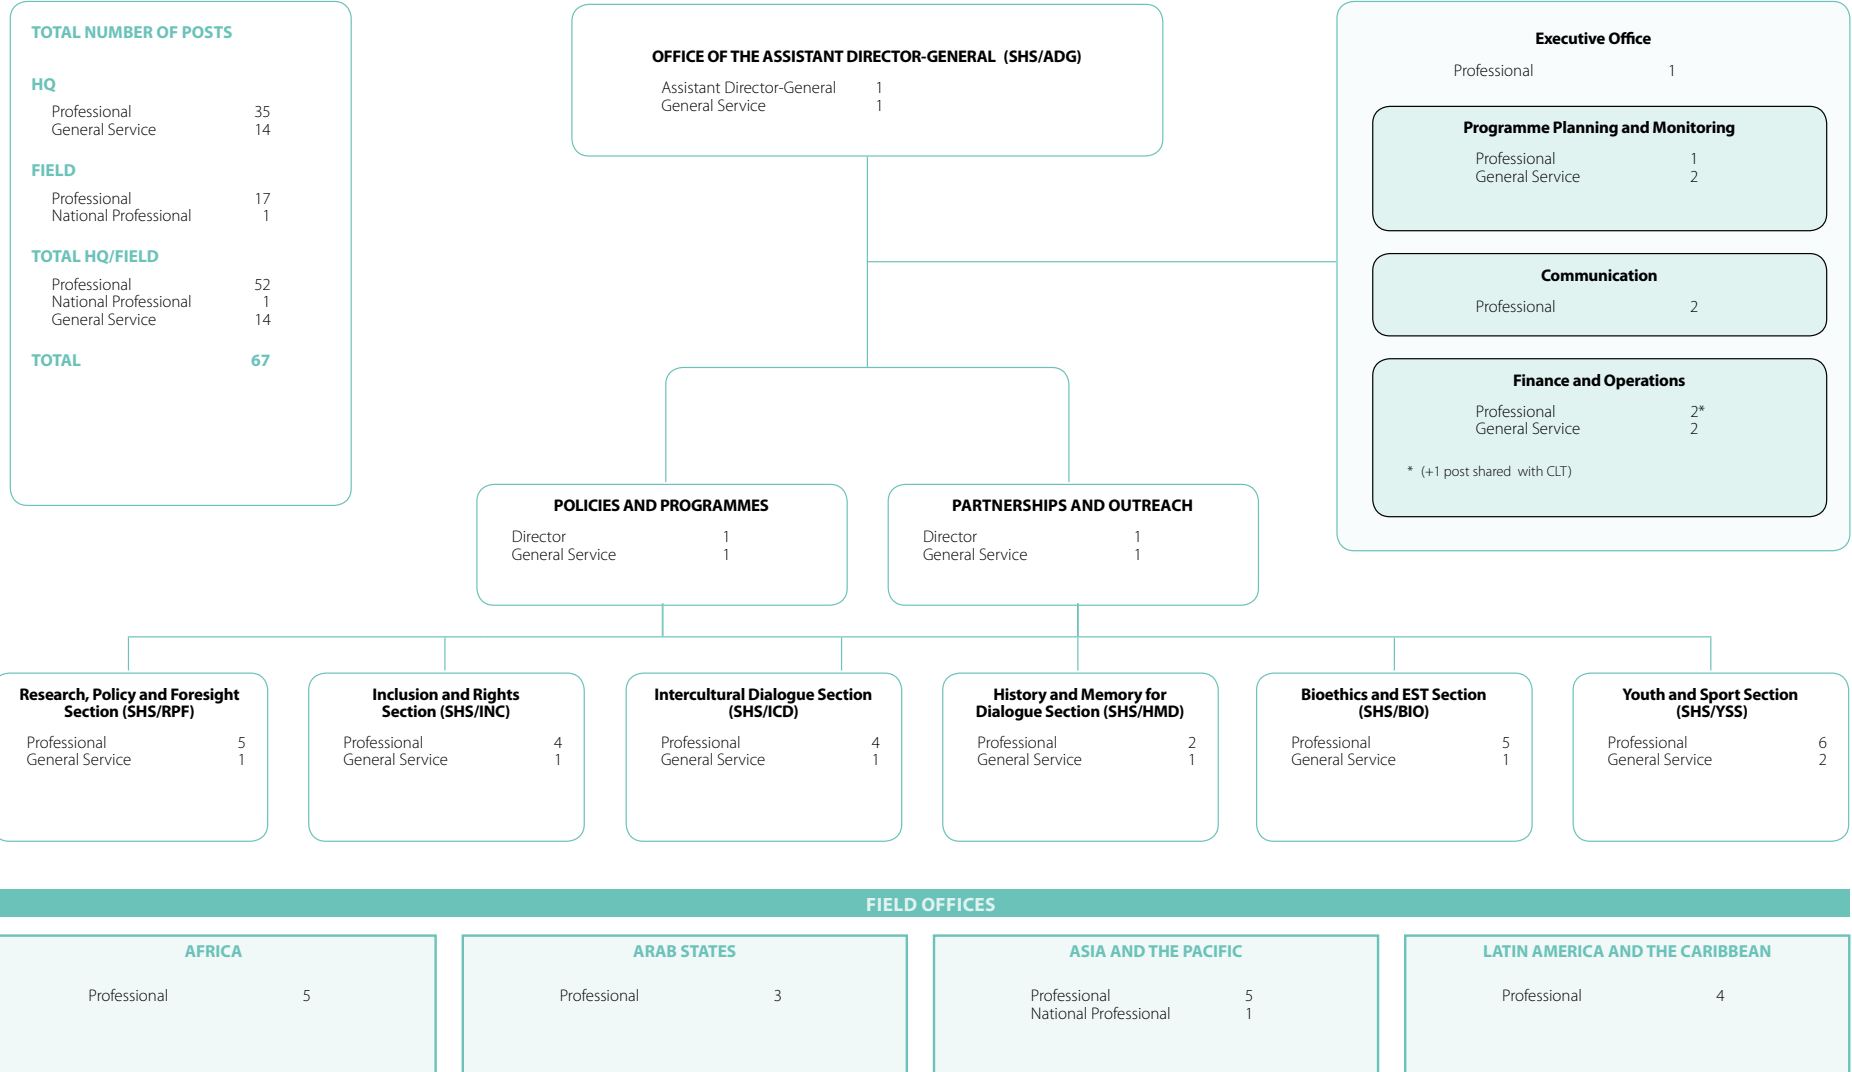 TOTAL NUMBER OF POSTS
HQ
Professional 35
General Service 14
FIELD
Professional 17
National Professional 1
TOTAL HQ/FIELD
Professional 52
National Professional 1
General Service 14
TOTAL 67
OFFICE OF THE ASSISTANT DIRECTOR-GENERAL (SHS/ADG)
Assistant Director-General 1
General Service 1
Executive Office
Professional 1
Programme Planning and Monitoring
Professional 1
General Service 2
Communication
Professional 2
Finance and Operations
Professional 2*
General Service 2
* (+1 post shared with CLT)
POLICIES AND PROGRAMMES
Director 1
General Service 1
PARTNERSHIPS AND OUTREACH
Director 1
General Service 1
Research, Policy and Foresight
Section (SHS/RPF)
Professional 5
General Service 1
Inclusion and Rights
Section (SHS/INC)
Professional 4
General Service 1
Intercultural Dialogue Section
(SHS/ICD)
Professional 4
General Service 1
History and Memory for
Dialogue Section (SHS/HMD)
Professional 2
General Service 1
Bioethics and EST Section
(SHS/BIO)
Professional 5
General Service 1
Youth and Sport Section
(SHS/YSS)
Professional 6
General Service 2
FIELD OFFICES
AFRICA
Professional 5
ARAB STATES
Professional 3
ASIA AND THE PACIFIC
Professional 5
National Professional 1
LATIN AMERICA AND THE CARIBBEAN
Professional 4